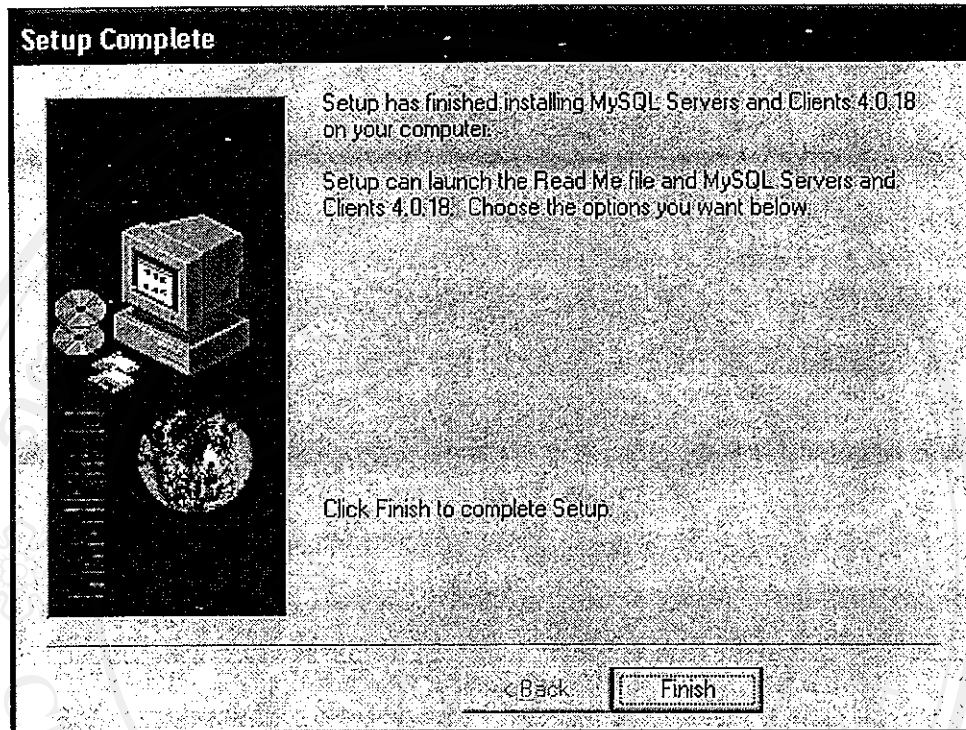 Setup Complete
Setup has finished installing MySQL Servers and Clients 4.0.18
on your computer.
Setup can launch the Read Me file and MySQL Servers and
Clients 4.0.18. Choose the options you want below.
Click Finish to complete Setup.
< Back
Finish